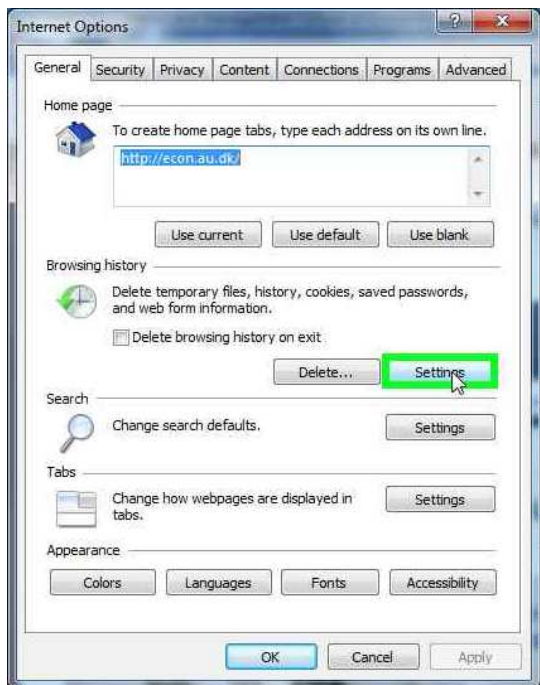 Internet Options
General Security Privacy Content Connections Programs Advanced
Home page
To create home page tabs, type each address on its own line.
http://econ.au.dk/
Use current Use default Use blank
Browsing history
Delete temporary files, history, cookies, saved passwords,
and web form information.
Delete browsing history on exit
Delete... Settings
Search
Change search defaults.
Settings
Tabs
Change how webpages are displayed in
tabs.
Settings
Appearance
Colors Languages Fonts Accessibility
OK Cancel Apply